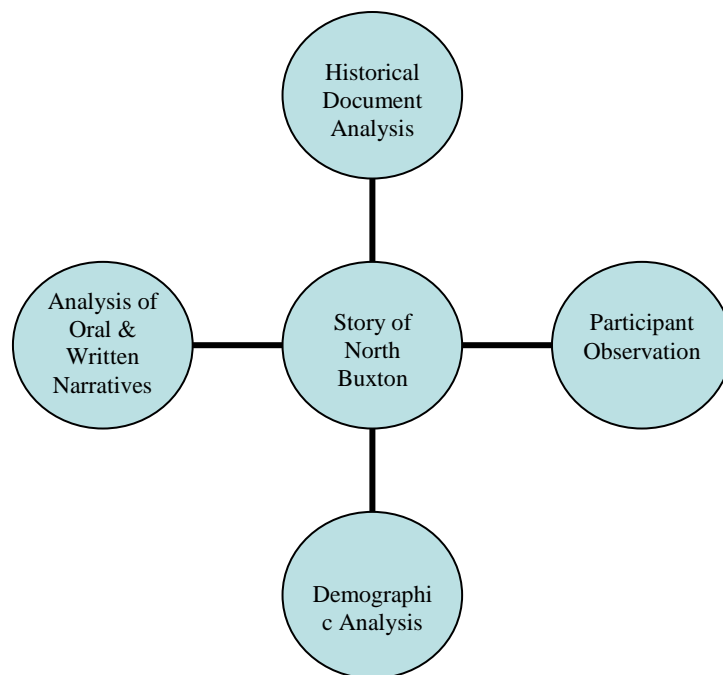 Historical
Document
Analysis
Analysis of
Oral &
Written
Narratives
Story of
North
Buxton
Participant
Observation
Demographi
c Analysis